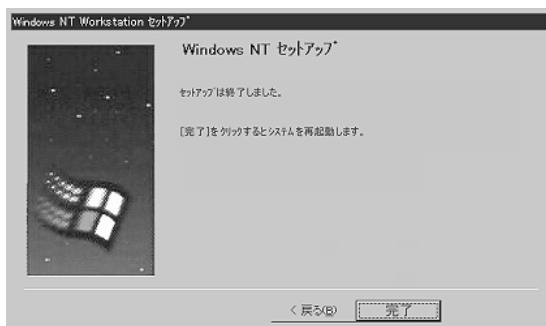 Windows NT Workstation ｾｯﾄｱｯﾌﾟ
Windows NT ｾｯﾄｱｯﾌﾟ
ｾｯﾄｱｯﾌﾟは終了しました。
[完了]をｸﾘｯｸするとｼｽﾃﾑを再起動します。
< 戻る(B)
完了